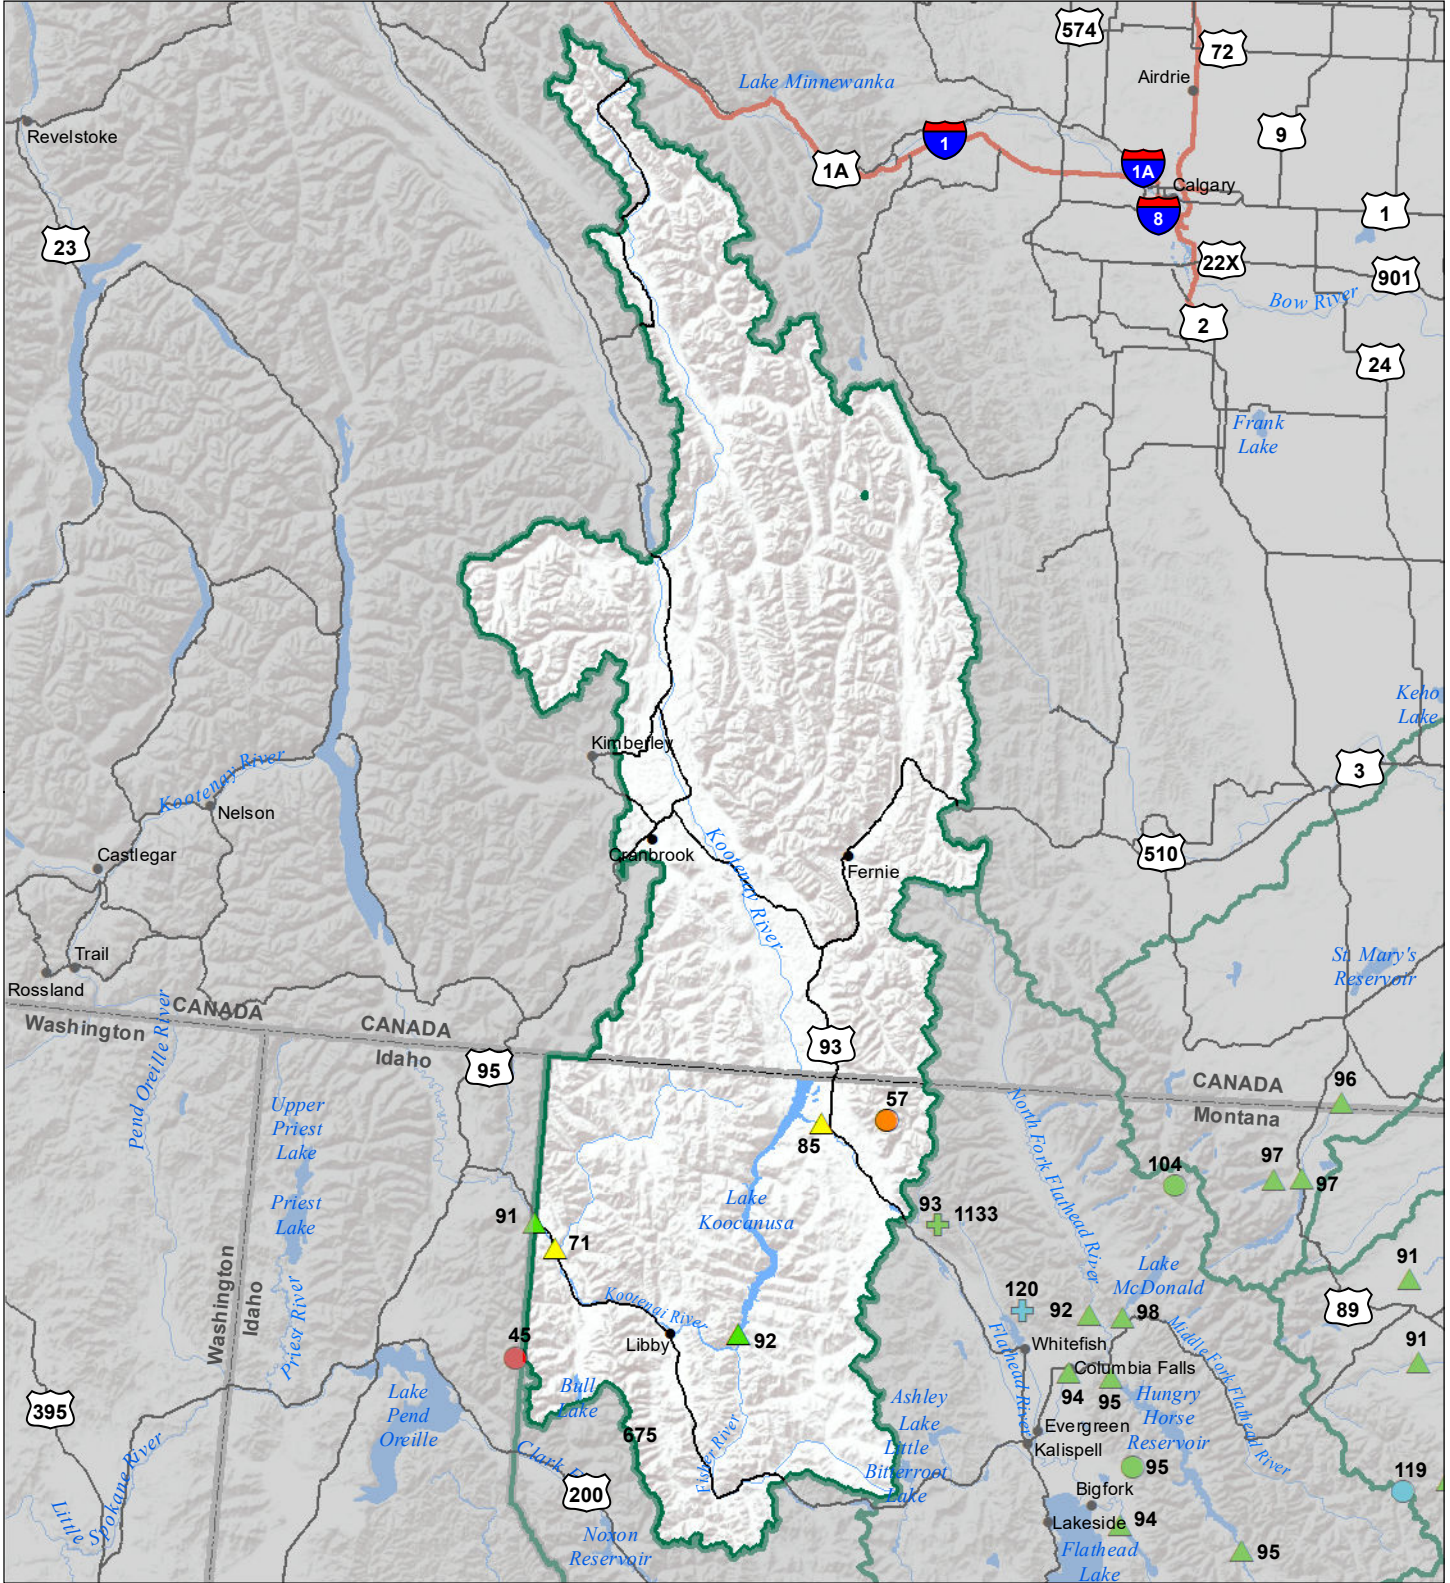 574
72
Airdrie
Lake Minnewanka
Revelstoke
9
1
1A
1A
Calgary
8
1
23
22X
901
Bow River
2
24
Frank
Lake
Keho
Lake
Kimberley
3
Kootenay River
Nelson
Kootenay River
Cranbrook
Castlegar
510
Fernie
Trail
Rossland
St. Mary's
Reservoir
CANADA
Washington
CANADA
Idaho
93
95
CANADA
Montana
96
Pend Oreille River
Upper
Priest
Lake
57
85
North Fork Flathead River
104
97
97
Priest
Lake
Lake
Koocanusa
93
1133
91
71
Washington
Idaho
Lake
McDonald
91
Priest River
Kootenai River
120
92
98
89
45
Libby
92
Flathead River
Whitefish
Middle Fork Flathead River
91
Columbia Falls
Bull
Lake
94
95
Lake
Pend
Oreille
395
Ashley
Lake
Hungry
Horse
Reservoir
675
Fisher River
Evergreen
Kalispell
Little
Bitterroot
Lake
Clark
95
119
200
Little
Spokane River
Bigfork
Lakeside
94
Noxon
Reservoir
Flathead
Lake
95